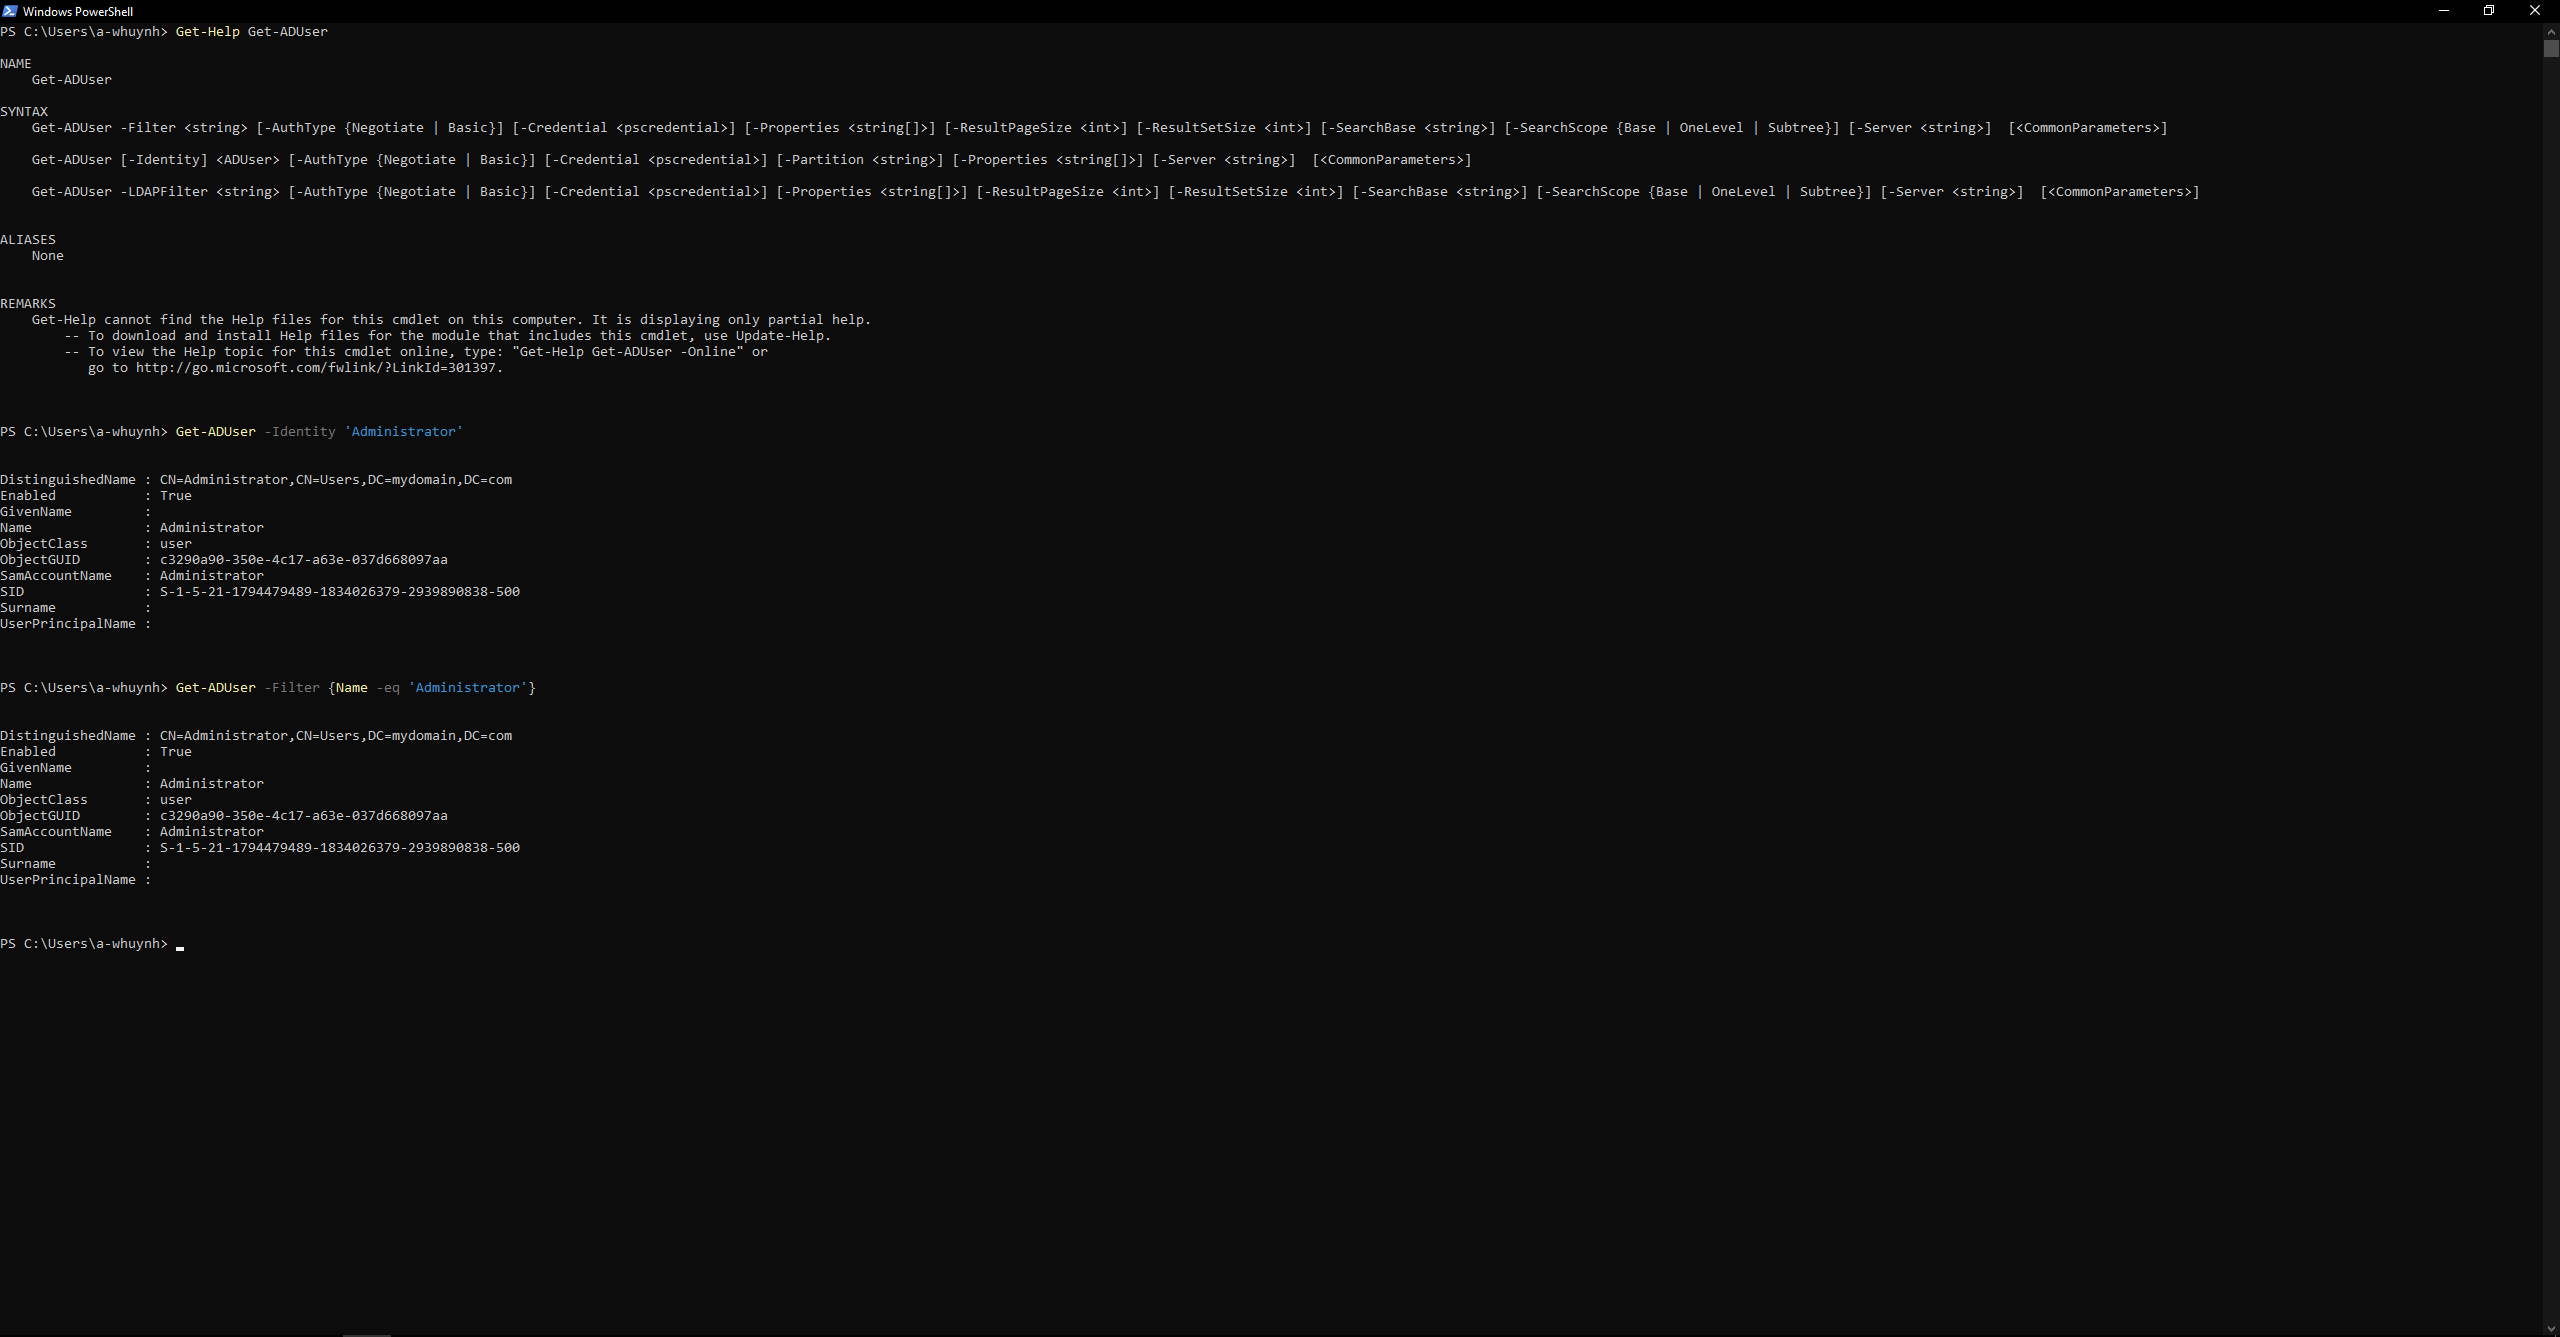 Windows PowerShell
PS C:\Users\a-whuynh> Get-Help Get-ADUser
NAME
    Get-ADUser
SYNTAX
    Get-ADUser -Filter <string> [-AuthType {Negotiate | Basic}] [-Credential <pscredential>] [-Properties <string[]>] [-ResultPageSize <int>] [-ResultSetSize <int>] [-SearchBase <string>] [-SearchScope {Base | OneLevel | Subtree}] [-Server <string>]  [<CommonParameters>]
    Get-ADUser [-Identity] <ADUser> [-AuthType {Negotiate | Basic}] [-Credential <pscredential>] [-Partition <string>] [-Properties <string[]>] [-Server <string>]  [<CommonParameters>]
    Get-ADUser -LDAPFilter <string> [-AuthType {Negotiate | Basic}] [-Credential <pscredential>] [-Properties <string[]>] [-ResultPageSize <int>] [-ResultSetSize <int>] [-SearchBase <string>] [-SearchScope {Base | OneLevel | Subtree}] [-Server <string>]  [<CommonParameters>]
ALIASES
    None
REMARKS
    Get-Help cannot find the Help files for this cmdlet on this computer. It is displaying only partial help.
        -- To download and install Help files for the module that includes this cmdlet, use Update-Help.
        -- To view the Help topic for this cmdlet online, type: "Get-Help Get-ADUser -Online" or
           go to http://go.microsoft.com/fwlink/?LinkId=301397.
PS C:\Users\a-whuynh> Get-ADUser -Identity 'Administrator'
DistinguishedName : CN=Administrator,CN=Users,DC=mydomain,DC=com
Enabled           : True
GivenName         :
Name              : Administrator
ObjectClass       : user
ObjectGUID        : c3290a90-350e-4c17-a63e-037d668097aa
SamAccountName    : Administrator
SID               : S-1-5-21-1794479489-1834026379-2939890838-500
Surname           :
UserPrincipalName :
PS C:\Users\a-whuynh> Get-ADUser -Filter {Name -eq 'Administrator'}
DistinguishedName : CN=Administrator,CN=Users,DC=mydomain,DC=com
Enabled           : True
GivenName         :
Name              : Administrator
ObjectClass       : user
ObjectGUID        : c3290a90-350e-4c17-a63e-037d668097aa
SamAccountName    : Administrator
SID               : S-1-5-21-1794479489-1834026379-2939890838-500
Surname           :
UserPrincipalName :
PS C:\Users\a-whuynh>